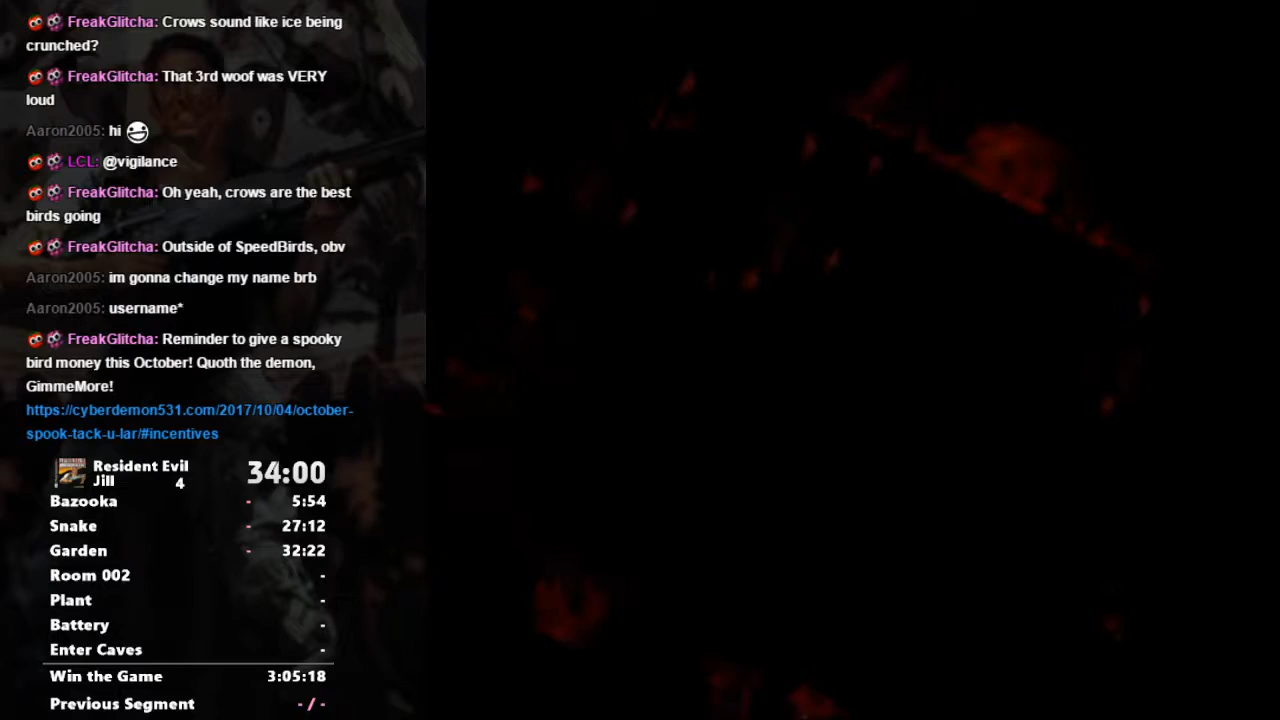 FreakGlitcha: Crows sound like ice being
crunched?
FreakGlitcha: That 3rd woof was VERY
loud
Aaron2005: hi
LCL: @vigilance
FreakGlitcha: Oh yeah, crows are the best
birds going
FreakGlitcha: Outside of SpeedBirds, obv
Aaron2005: im gonna change my name brb
Aaron2005: username*
FreakGlitcha: Reminder to give a spooky
bird money this October! Quoth the demon,
GimmeMore!
https://cyberdemon531.com/2017/10/04/october-
spook-tack-u-lar/#incentives
Resident Evil 34:00
Jill 4
Bazooka - 5:54
Snake - 27:12
Garden - 32:22
Room 002 -
Plant -
Battery -
Enter Caves -
Win the Game 3:05:18
Previous Segment - / -